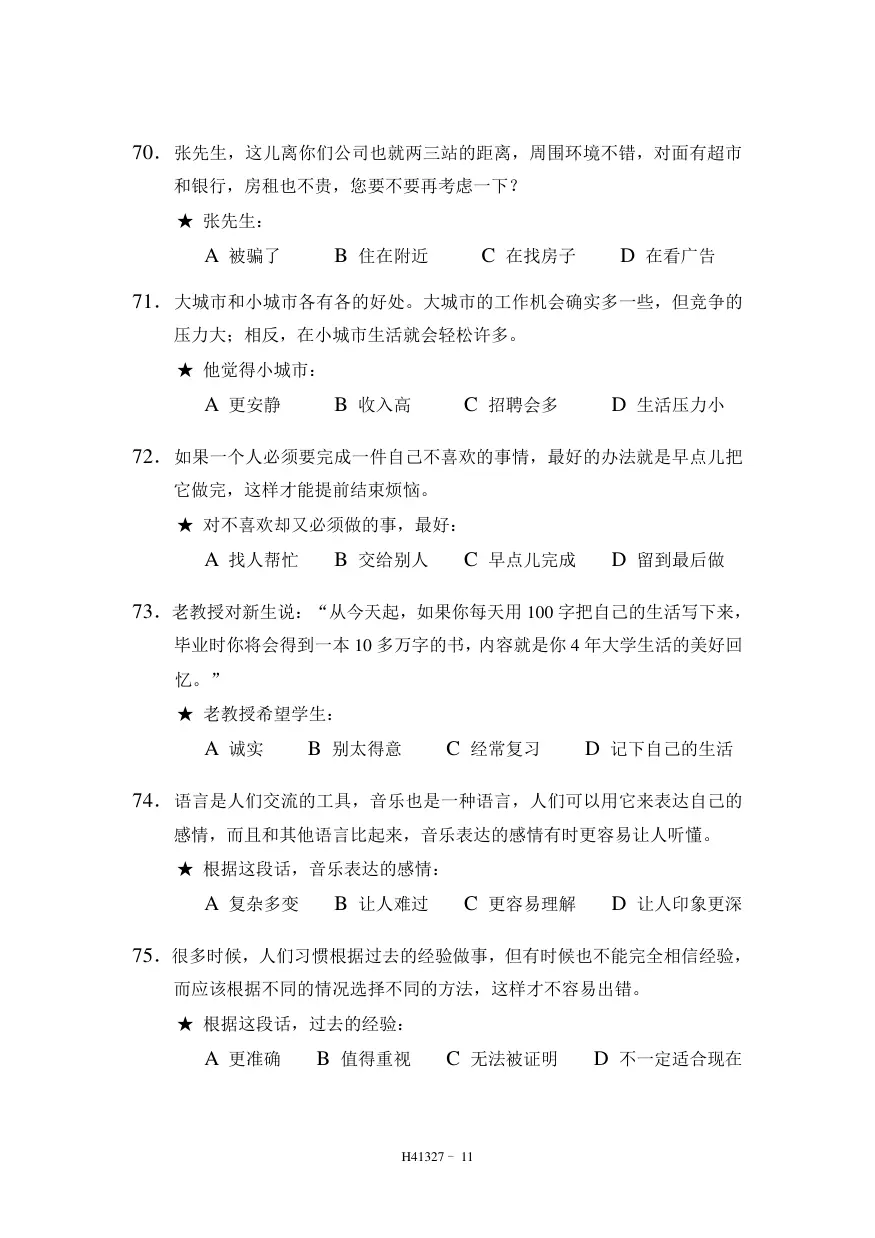 70．张先生，这儿离你们公司也就两三站的距离，周围环境不错，对面有超市
和银行，房租也不贵，您要不要再考虑一下？
★ 张先生：
A 被骗了 B 住在附近 C 在找房子 D 在看广告
71．大城市和小城市各有各的好处。大城市的工作机会确实多一些，但竞争的
压力大；相反，在小城市生活就会轻松许多。
★ 他觉得小城市：
A 更安静 B 收入高 C 招聘会多 D 生活压力小
72．如果一个人必须要完成一件自己不喜欢的事情，最好的办法就是早点儿把
它做完，这样才能提前结束烦恼。
★ 对不喜欢却又必须做的事，最好：
A 找人帮忙 B 交给别人 C 早点儿完成 D 留到最后做
73．老教授对新生说：“从今天起，如果你每天用 100 字把自己的生活写下来，
毕业时你将会得到一本 10 多万字的书，内容就是你 4 年大学生活的美好回
忆。”
★ 老教授希望学生：
A 诚实 B 别太得意 C 经常复习 D 记下自己的生活
74．语言是人们交流的工具，音乐也是一种语言，人们可以用它来表达自己的
感情，而且和其他语言比起来，音乐表达的感情有时更容易让人听懂。
★ 根据这段话，音乐表达的感情：
A 复杂多变 B 让人难过 C 更容易理解 D 让人印象更深
75．很多时候，人们习惯根据过去的经验做事，但有时候也不能完全相信经验，
而应该根据不同的情况选择不同的方法，这样才不容易出错。
★ 根据这段话，过去的经验：
A 更准确 B 值得重视 C 无法被证明 D 不一定适合现在
H41327﹣ 11